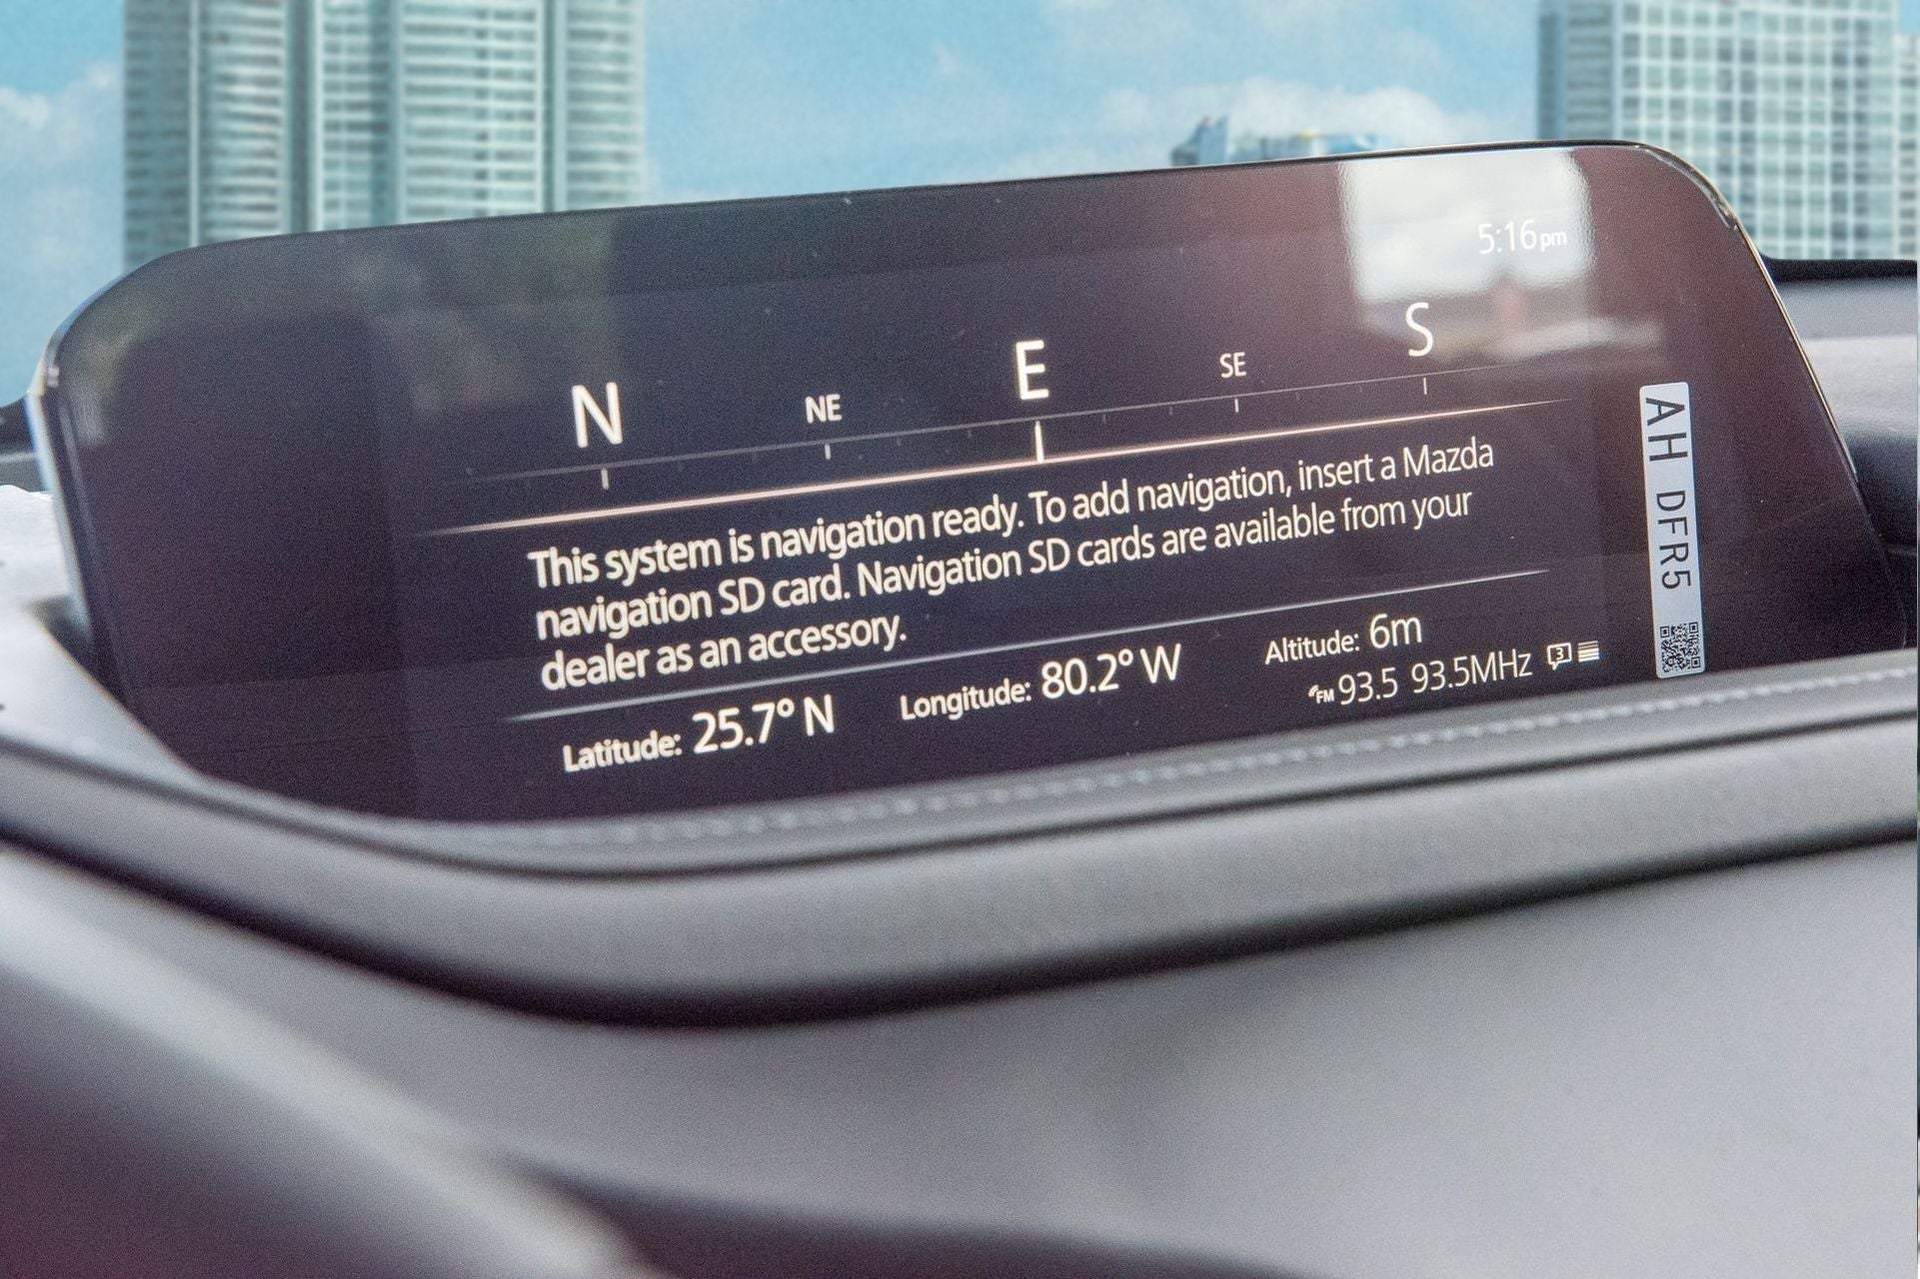 5:16pm
N NE E SE S
This system is navigation ready. To add navigation, insert a Mazda
navigation SD card. Navigation SD cards are available from your
dealer as an accessory.
Latitude: 25.7° N Longitude: 80.2° W Altitude: 6m
FM 93.5 93.5MHz 3
AH DFR5